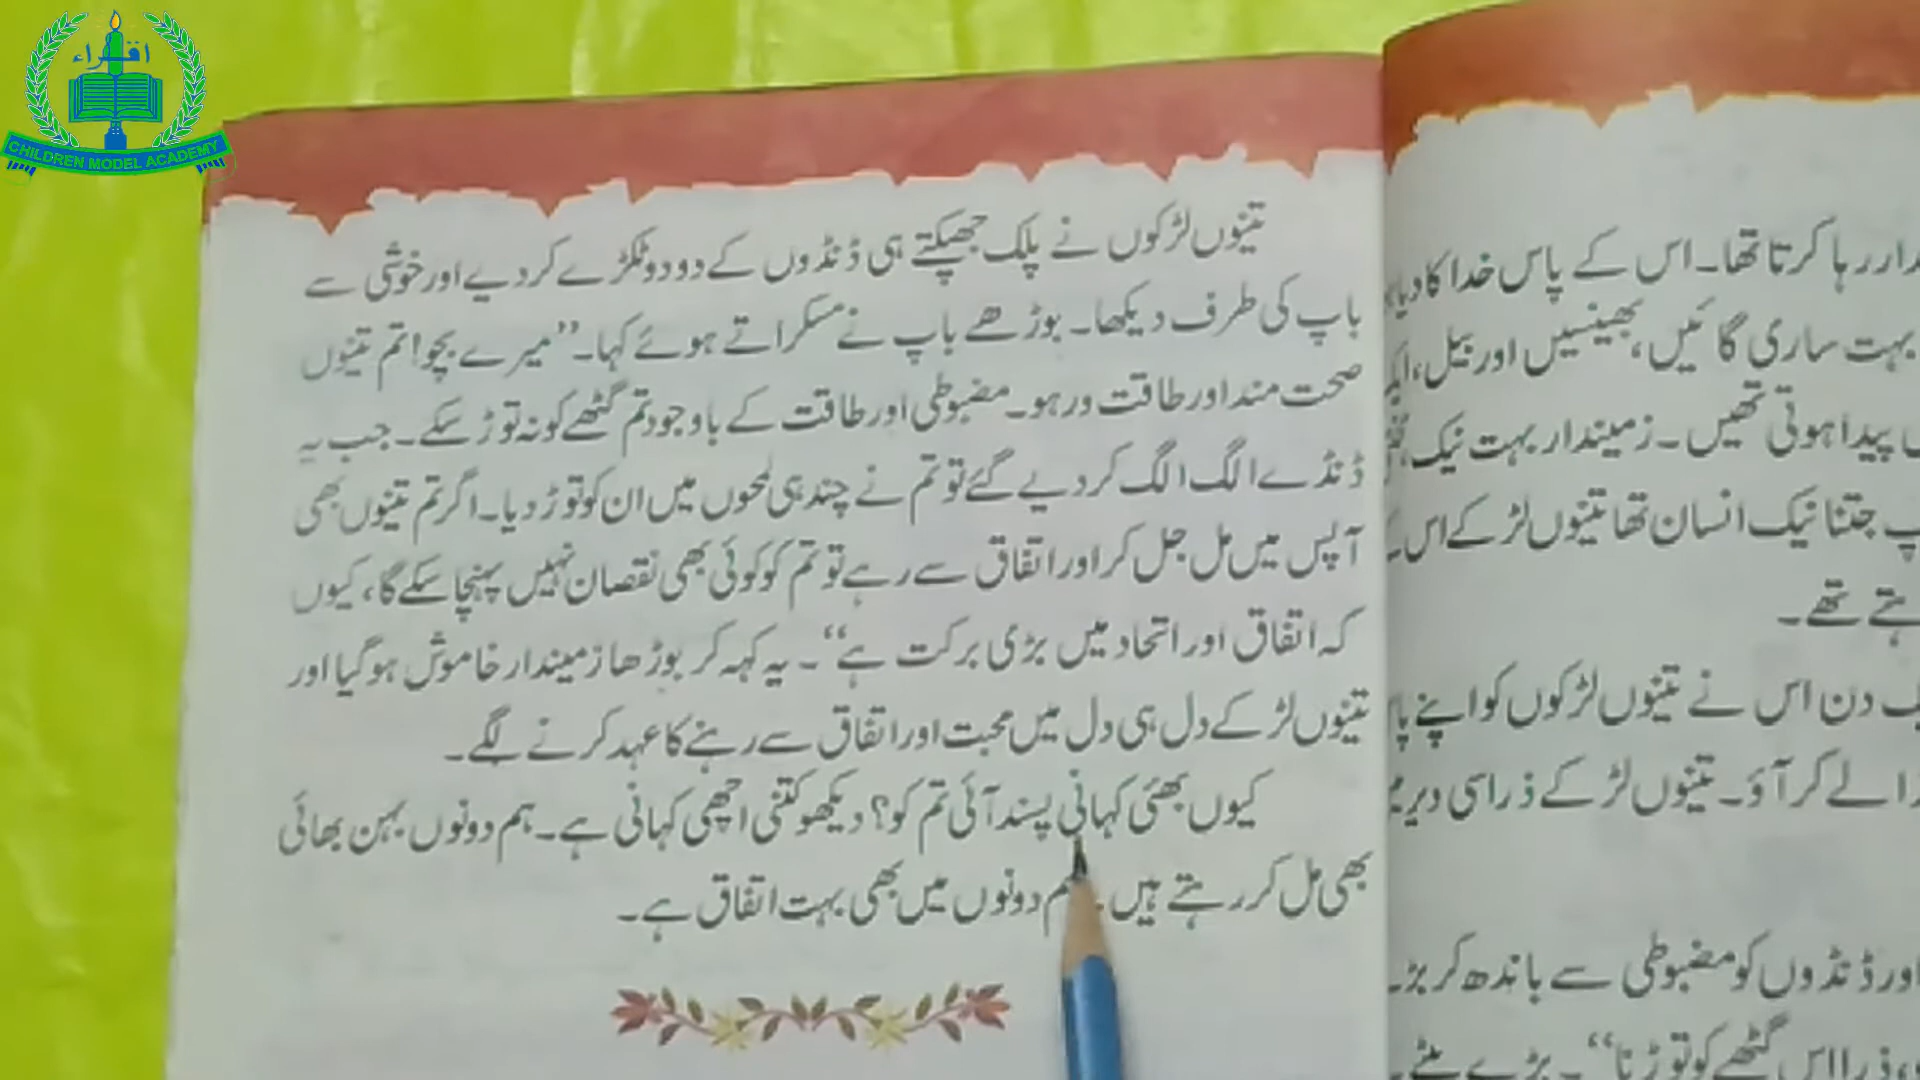 اقراء
CHILDREN MODEL ACADEMY
تینوں لڑکوں نے پلک جھپکتے ہی ڈنڈوں کے دو دو ٹکڑے کر دیے اور خوشی سے
باپ کی طرف دیکھا۔ بوڑھے باپ نے مسکراتے ہوئے کہا۔ ”میرے بچو! تم تینوں
صحت مند اور طاقت ور ہو۔ مضبوطی اور طاقت کے باوجود تم گٹھے کو نہ توڑ سکے۔ جب یہ
ڈنڈے الگ الگ کر دیے گئے تو تم نے چند ہی لمحوں میں ان کو توڑ دیا۔ اگر تم تینوں بھی
آپس میں مل جل کر اور اتفاق سے رہے تو تم کو کوئی بھی نقصان نہیں پہنچا سکے گا، کیوں
کہ اتفاق اور اتحاد میں بڑی برکت ہے“۔ یہ کہہ کر بوڑھا زمیندار خاموش ہو گیا اور
تینوں لڑکے دل ہی دل میں محبت اور اتفاق سے رہنے کا عہد کرنے لگے۔
کیوں بھئی کہانی پسند آئی تم کو؟ دیکھو کتنی اچھی کہانی ہے۔ ہم دونوں بہن بھائی
بھی مل کر رہتے ہیں۔ ہم دونوں میں بھی بہت اتفاق ہے۔
رہا کرتا تھا۔ اس کے پاس خدا کا دیا
بہت ساری گائیں، بھینسیں اور بیل،
پیدا ہوتی تھیں۔ زمیندار بہت نیک،
جتنا نیک انسان تھا تینوں لڑکے اس
تھے۔
دن اس نے تینوں لڑکوں کو اپنے
لے کر آؤ۔ تینوں لڑکے ذرا سی دیر
اور ڈنڈوں کو مضبوطی سے باندھ کر
ذرا اس گٹھے کو توڑنا“۔ بڑے بیٹے